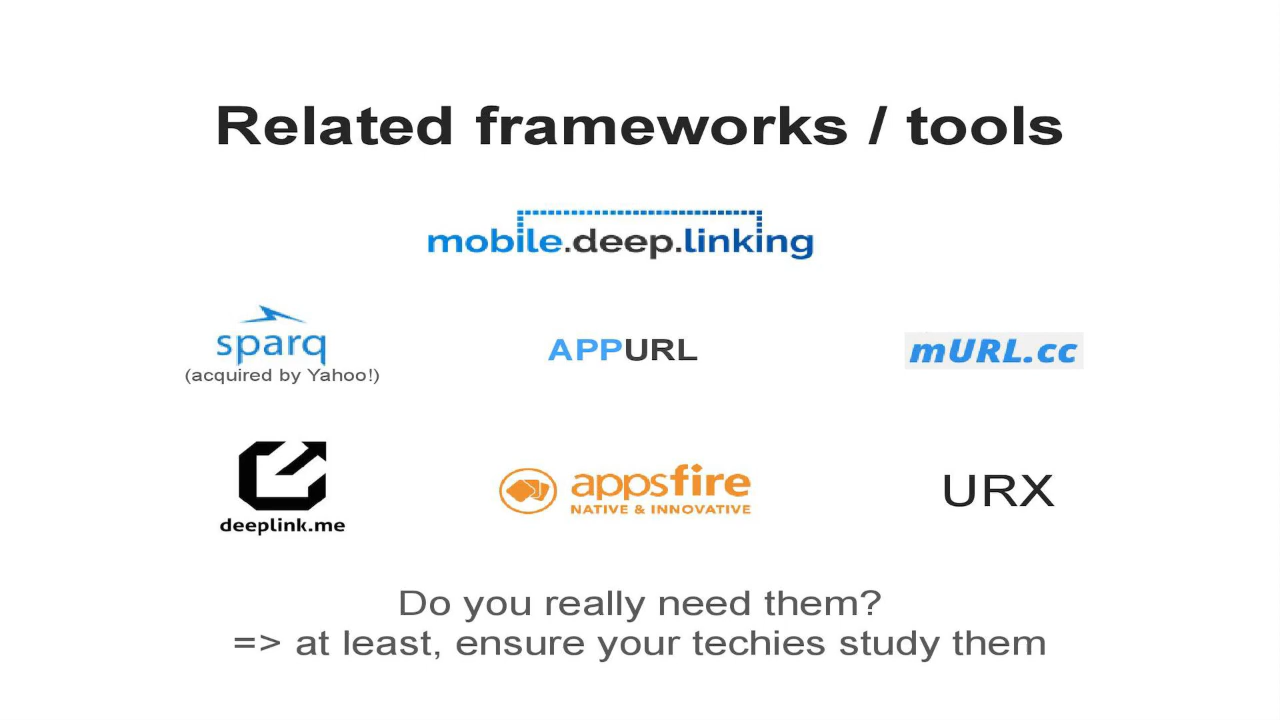 Related frameworks / tools
mobile.deep.linking
sparq
(acquired by Yahoo!)
APPURL
mURL.cc
deeplink.me
appsfire
NATIVE & INNOVATIVE
URX
Do you really need them?
=> at least, ensure your techies study them